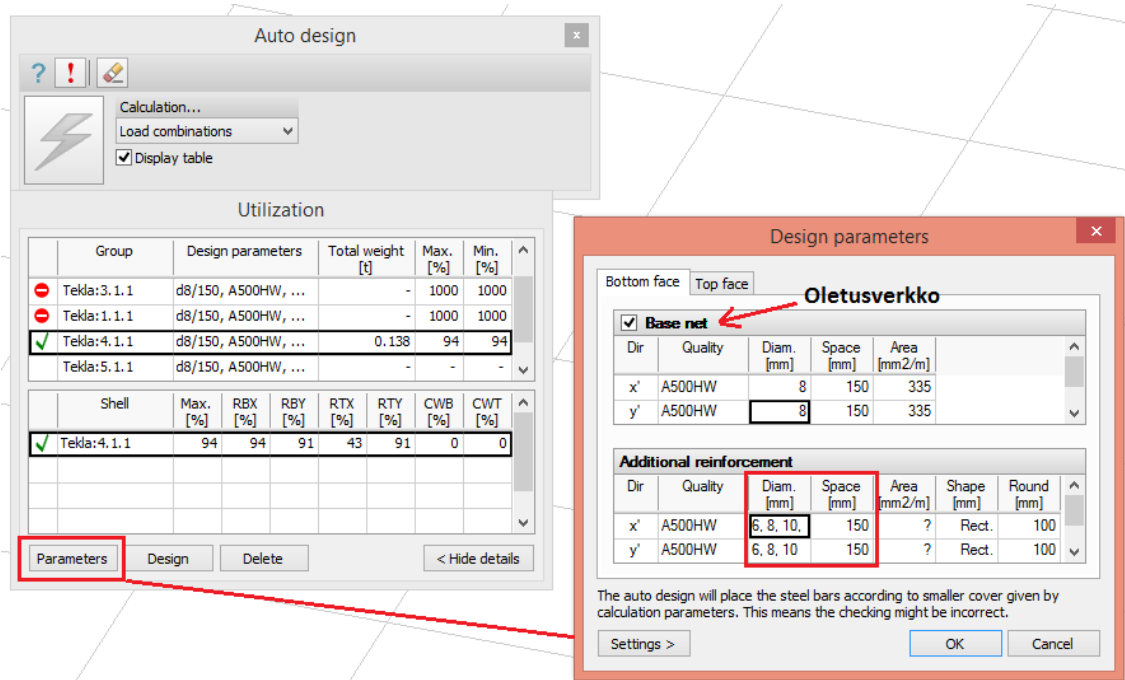 Auto design
x
?
!
Calculation...
Load combinations
Display table
Utilization
Group Design parameters Total weight [t] Max. [%] Min. [%]
Tekla:3.1.1 d8/150, A500HW, ... - 1000 1000
Tekla:1.1.1 d8/150, A500HW, ... - 1000 1000
Tekla:4.1.1 d8/150, A500HW, ... 0.138 94 94
Tekla:5.1.1 d8/150, A500HW, ... - - -
Shell Max. [%] RBX [%] RBY [%] RTX [%] RTY [%] CWB [%] CWT [%]
Tekla:4.1.1 94 94 91 43 91 0 0
Parameters Design Delete < Hide details
Design parameters
x
Bottom face Top face
Oletusverkko
Base net
Dir Quality Diam. [mm] Space [mm] Area [mm2/m]
x' A500HW 8 150 335
y' A500HW 8 150 335
Additional reinforcement
Dir Quality Diam. [mm] Space [mm] Area [mm2/m] Shape [mm] Round [mm]
x' A500HW 6, 8, 10, 150 ? Rect. 100
y' A500HW 6, 8, 10 150 ? Rect. 100
The auto design will place the steel bars according to smaller cover given by
calculation parameters. This means the checking might be incorrect.
Settings > OK Cancel